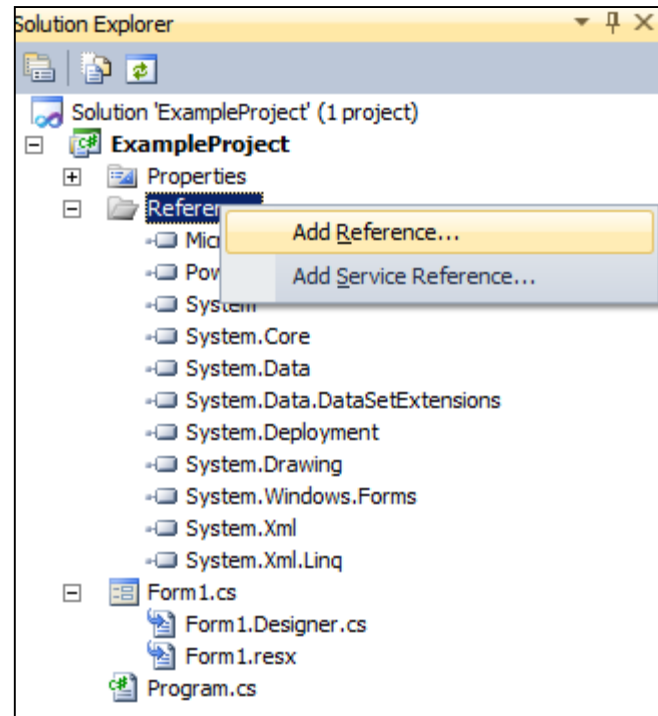 Solution Explorer
Solution 'ExampleProject' (1 project)
ExampleProject
Properties
Add Reference...
Add Service Reference...
System
System.Core
System.Data
System.Data.DataSetExtensions
System.Deployment
System.Drawing
System.Windows.Forms
System.Xml
System.Xml.Linq
Form1.cs
Form1.Designer.cs
Form1.resx
Program.cs